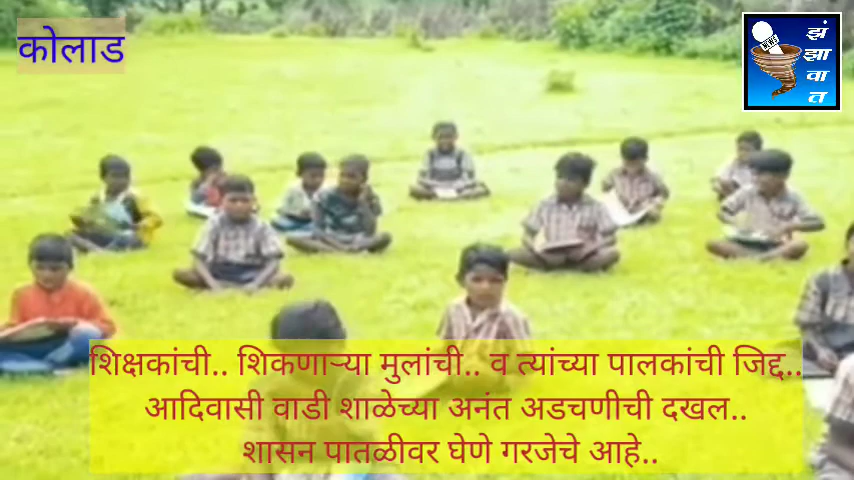 कोलाड
झं
झा
वा
त
शिक्षकांची.. शिकणाऱ्या मुलांची.. व त्यांच्या पालकांची जिद्द..
आदिवासी वाडी शाळेच्या अनंत अडचणीची दखल..
शासन पातळीवर घेणे गरजेचे आहे..